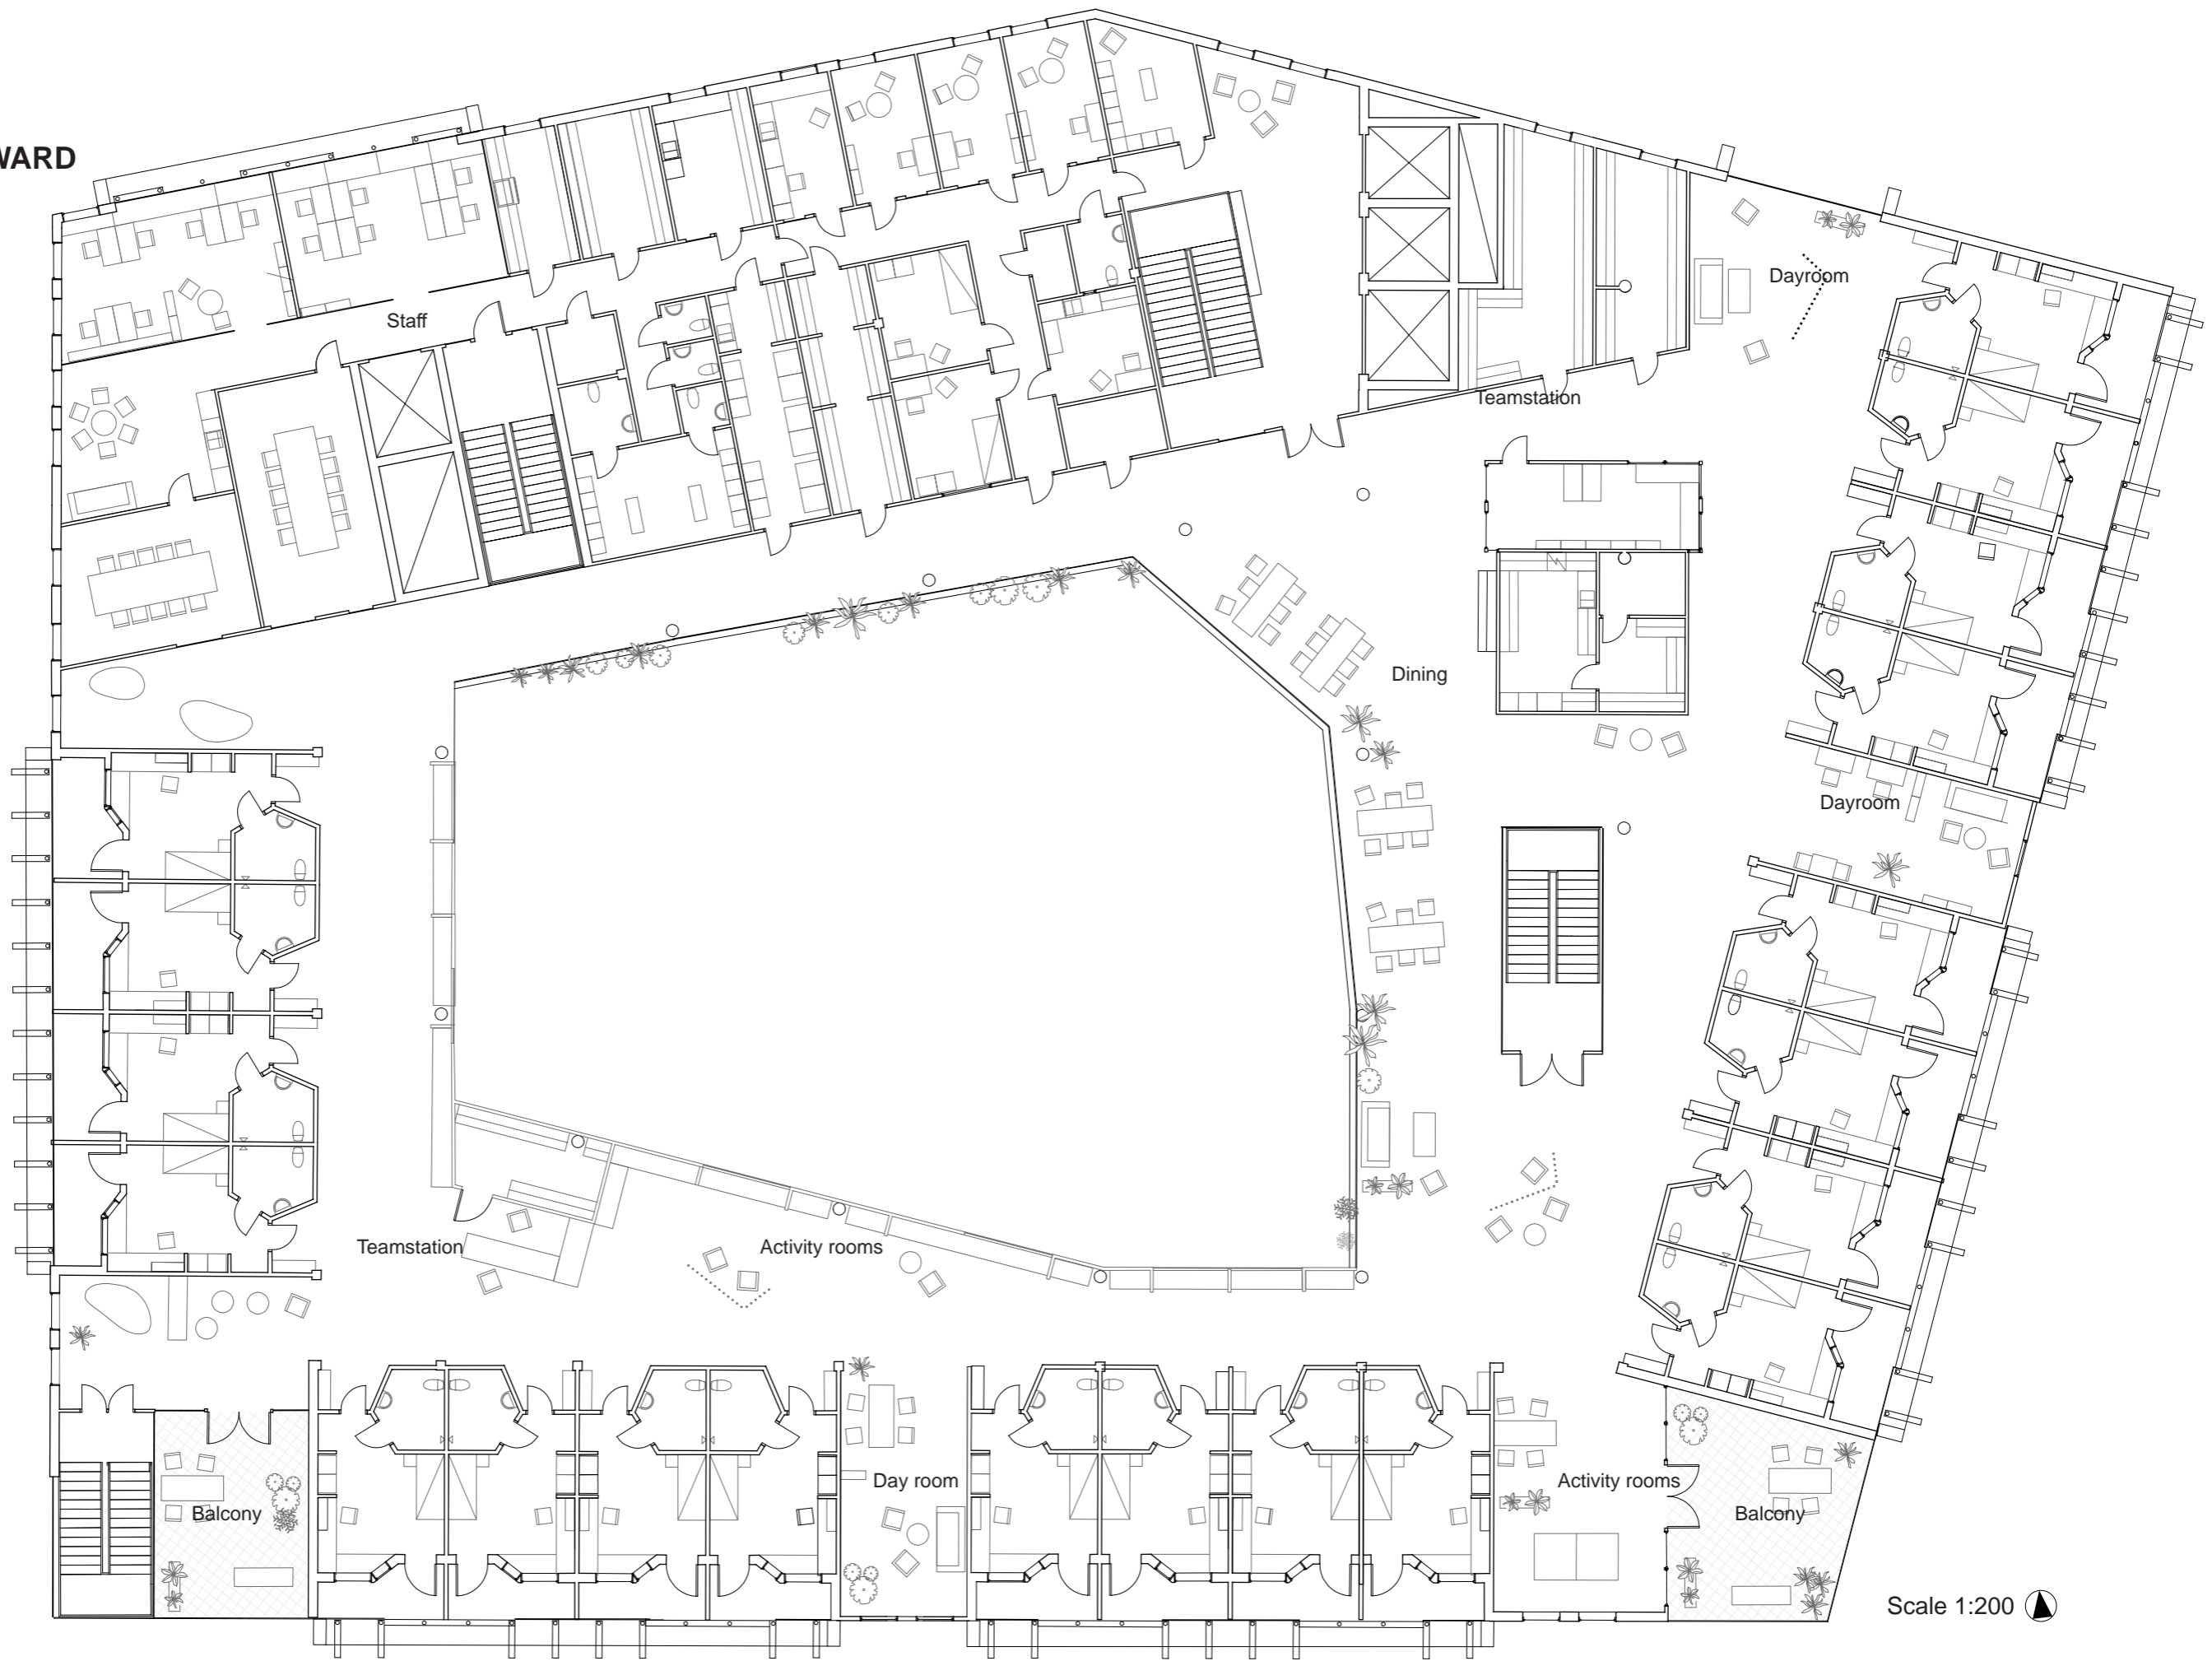 WARD
Dayroom
Staff
Teamstation
Dining
Dayroom
Teamstation
Activity rooms
Day room
Activity rooms
Balcony
Balcony
Scale 1:200